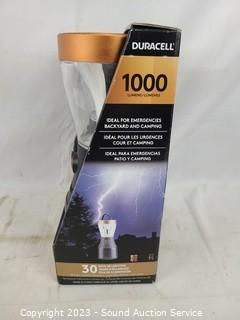 DURACELL
1000
LUMENS/LÚMENES
IDEAL FOR EMERGENCIES
BACKYARD AND CAMPING
IDÉAL POUR LES URGENCES
COUR ET CAMPING
IDEAL PARA EMERGENCIAS
PATIO Y CAMPING
30
Copyright © 2023 - Sound Auction Service